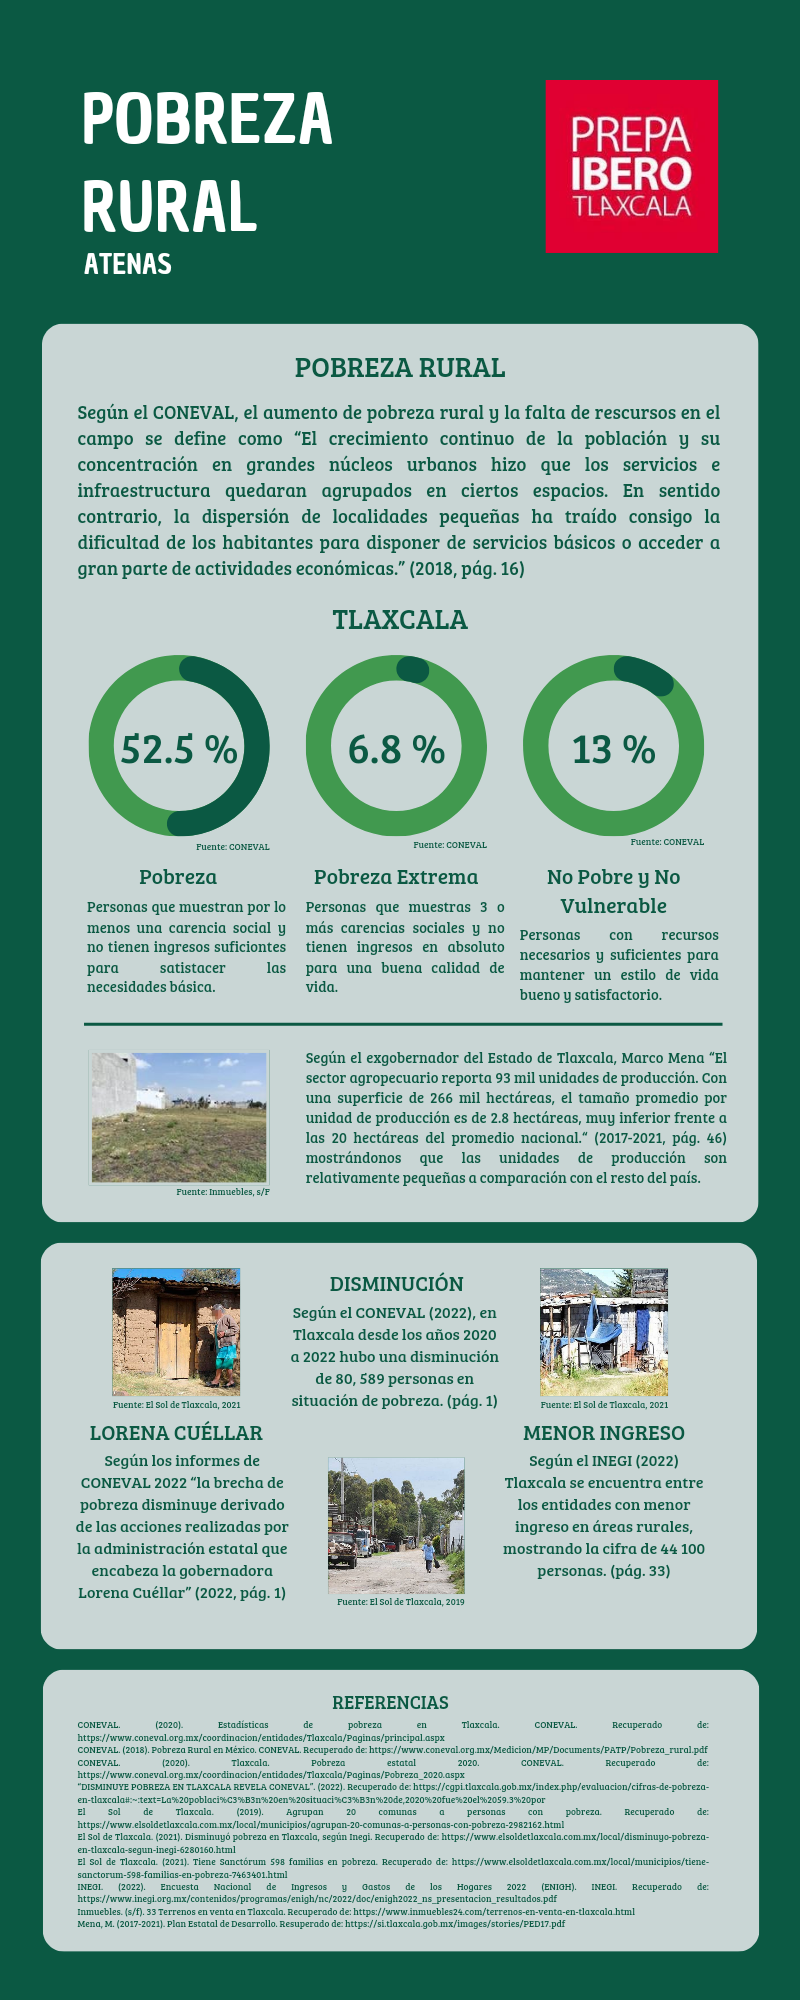 POBREZA
RURAL
ATENAS
PREPA
IBERO
TLAXCALA
POBREZA RURAL
Según el CONEVAL, el aumento de pobreza rural y la falta de rescursos en el
campo se define como “El crecimiento continuo de la población y su
concentración en grandes núcleos urbanos hizo que los servicios e
infraestructura quedaran agrupados en ciertos espacios. En sentido
contrario, la dispersión de localidades pequeñas ha traído consigo la
dificultad de los habitantes para disponer de servicios básicos o acceder a
gran parte de actividades económicas.” (2018, pág. 16)
TLAXCALA
52.5 %
Fuente: CONEVAL
Pobreza
Personas que muestran por lo
menos una carencia social y
no tienen ingresos suficiontes
para satistacer las
necesidades básica.
6.8 %
Fuente: CONEVAL
Pobreza Extrema
Personas que muestras 3 o
más carencias sociales y no
tienen ingresos en absoluto
para una buena calidad de
vida.
13 %
Fuente: CONEVAL
No Pobre y No
Vulnerable
Personas con recursos
necesarios y suficientes para
mantener un estilo de vida
bueno y satisfactorio.
Fuente: Inmuebles, s/F
Según el exgobernador del Estado de Tlaxcala, Marco Mena “El
sector agropecuario reporta 93 mil unidades de producción. Con
una superficie de 266 mil hectáreas, el tamaño promedio por
unidad de producción es de 2.8 hectáreas, muy inferior frente a
las 20 hectáreas del promedio nacional.“ (2017-2021, pág. 46)
mostrándonos que las unidades de producción son
relativamente pequeñas a comparación con el resto del país.
Fuente: El Sol de Tlaxcala, 2021
LORENA CUÉLLAR
Según los informes de
CONEVAL 2022 “la brecha de
pobreza disminuye derivado
de las acciones realizadas por
la administración estatal que
encabeza la gobernadora
Lorena Cuéllar” (2022, pág. 1)
DISMINUCIÓN
Según el CONEVAL (2022), en
Tlaxcala desde los años 2020
a 2022 hubo una disminución
de 80, 589 personas en
situación de pobreza. (pág. 1)
Fuente: El Sol de Tlaxcala, 2019
Fuente: El Sol de Tlaxcala, 2021
MENOR INGRESO
Según el INEGI (2022)
Tlaxcala se encuentra entre
los entidades con menor
ingreso en áreas rurales,
mostrando la cifra de 44 100
personas. (pág. 33)
REFERENCIAS
CONEVAL. (2020). Estadísticas de pobreza en Tlaxcala. CONEVAL. Recuperado de:
https://www.coneval.org.mx/coordinacion/entidades/Tlaxcala/Paginas/principal.aspx
CONEVAL. (2018). Pobreza Rural en México. CONEVAL. Recuperado de: https://www.coneval.org.mx/Medicion/MP/Documents/PATP/Pobreza_rural.pdf
CONEVAL. (2020). Tlaxcala. Pobreza estatal 2020. CONEVAL. Recuperado de:
https://www.coneval.org.mx/coordinacion/entidades/Tlaxcala/Paginas/Pobreza_2020.aspx
“DISMINUYE POBREZA EN TLAXCALA REVELA CONEVAL”. (2022). Recuperado de: https://cgpi.tlaxcala.gob.mx/index.php/evaluacion/cifras-de-pobreza-
en-tlaxcala#:~:text=La%20poblaci%C3%B3n%20en%20situaci%C3%B3n%20de,2020%20fue%20el%2059.3%20por
El Sol de Tlaxcala. (2019). Agrupan 20 comunas a personas con pobreza. Recuperado de:
https://www.elsoldetlaxcala.com.mx/local/municipios/agrupan-20-comunas-a-personas-con-pobreza-2982162.html
El Sol de Tlaxcala. (2021). Disminuyó pobreza en Tlaxcala, según Inegi. Recuperado de: https://www.elsoldetlaxcala.com.mx/local/disminuyo-pobreza-
en-tlaxcala-segun-inegi-6280160.html
El Sol de Tlaxcala. (2021). Tiene Sanctórum 598 familias en pobreza. Recuperado de: https://www.elsoldetlaxcala.com.mx/local/municipios/tiene-
sanctorum-598-familias-en-pobreza-7463401.html
INEGI. (2022). Encuesta Nacional de Ingresos y Gastos de los Hogares 2022 (ENIGH). INEGI. Recuperado de:
https://www.inegi.org.mx/contenidos/programas/enigh/nc/2022/doc/enigh2022_ns_presentacion_resultados.pdf
Inmuebles. (s/f). 33 Terrenos en venta en Tlaxcala. Recuperado de: https://www.inmuebles24.com/terrenos-en-venta-en-tlaxcala.html
Mena, M. (2017-2021). Plan Estatal de Desarrollo. Resuperado de: https://si.tlaxcala.gob.mx/images/stories/PED17.pdf